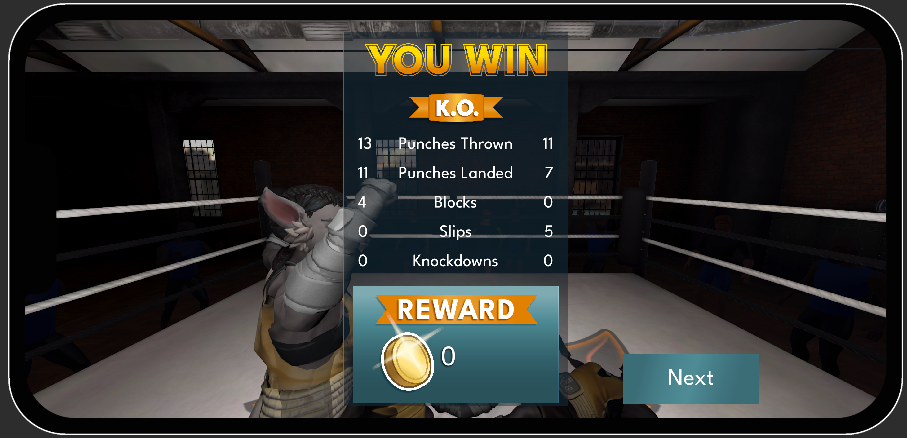 YOU WIN
K.O.
13 Punches Thrown 11
11 Punches Landed 7
4 Blocks 0
0 Slips 5
0 Knockdowns 0
REWARD
0
Next